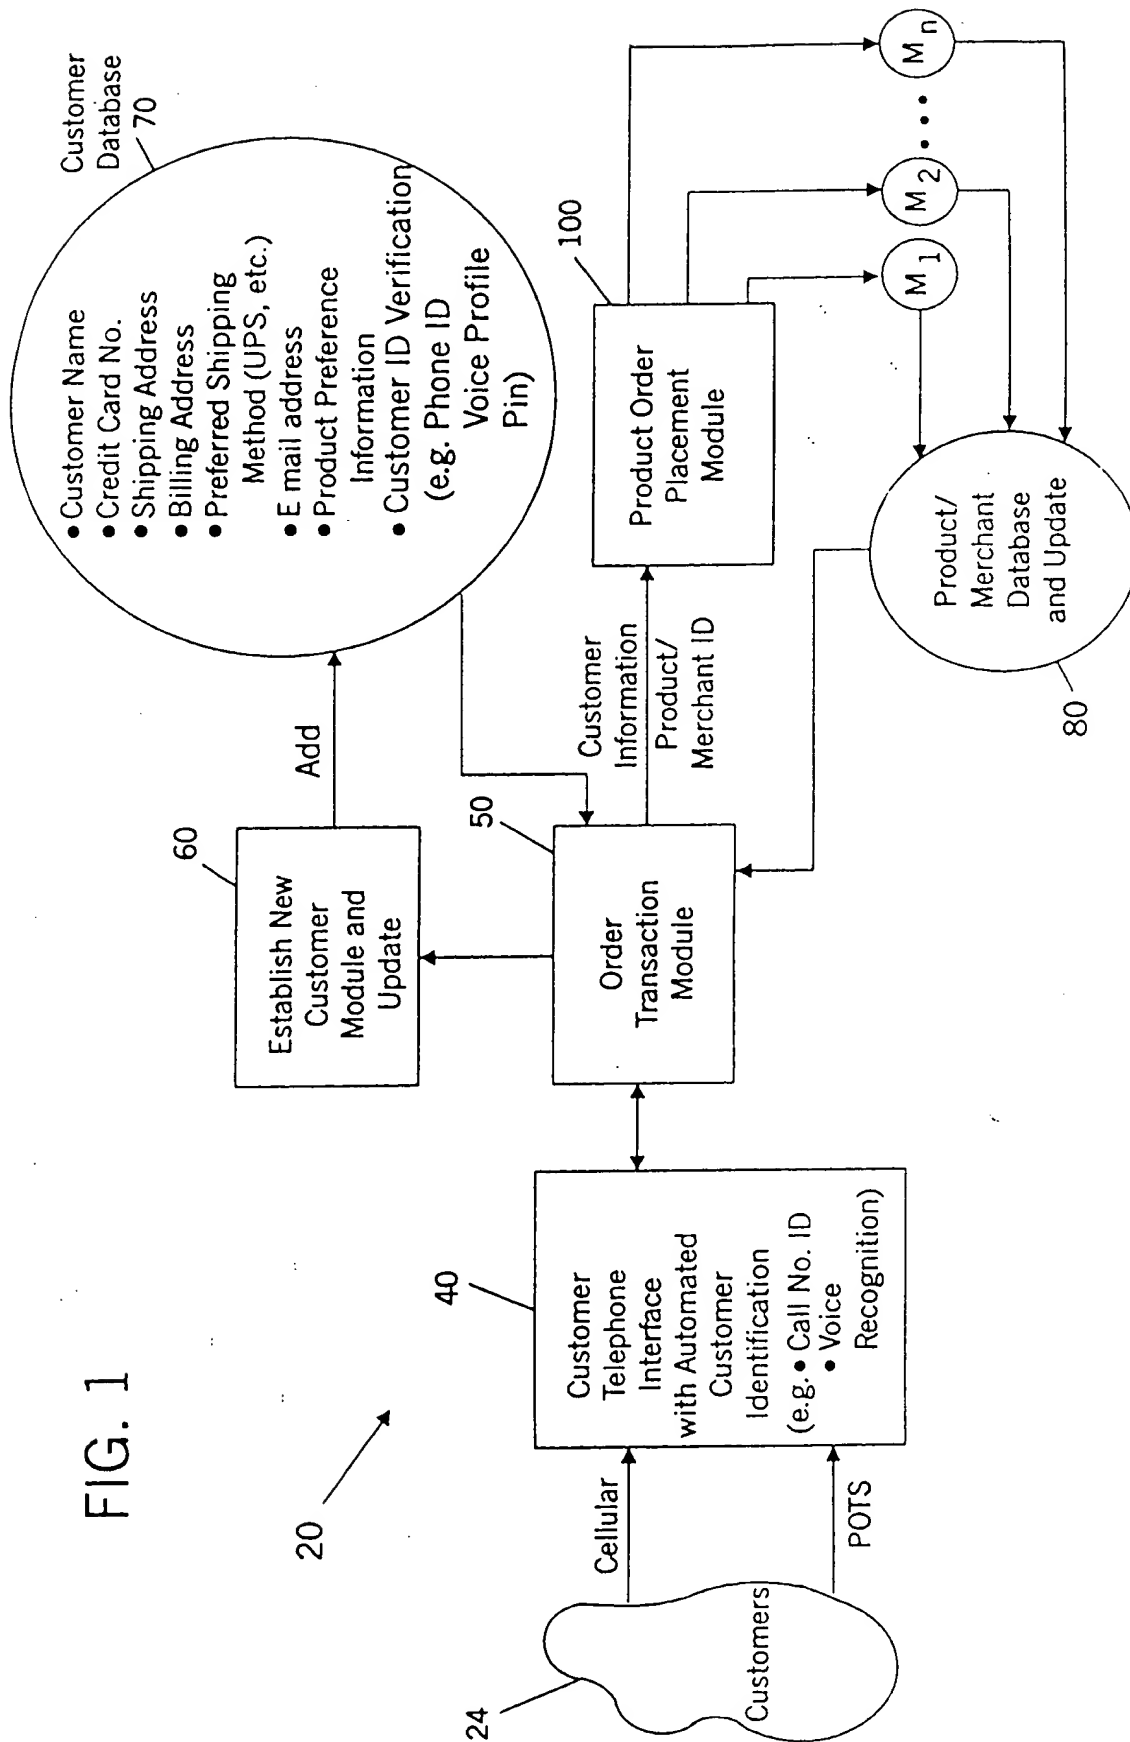 FIG. 1
20
24
Customers
Cellular
POTS
40
Customer
Telephone
Interface
with Automated
Customer
Identification
(e.g. • Call No. ID
• Voice
Recognition)
60
Establish New
Customer
Module and
Update
Add
50
Order
Transaction
Module
Customer
Information
Product/
Merchant ID
Customer
Database
70
• Customer Name
• Credit Card No.
• Shipping Address
• Billing Address
• Preferred Shipping
Method (UPS, etc.)
• E mail address
• Product Preference
Information
• Customer ID Verification
(e.g. Phone ID
Voice Profile
Pin)
100
Product Order
Placement
Module
M1
M2
• • • •
Mn
80
Product/
Merchant
Database
and Update